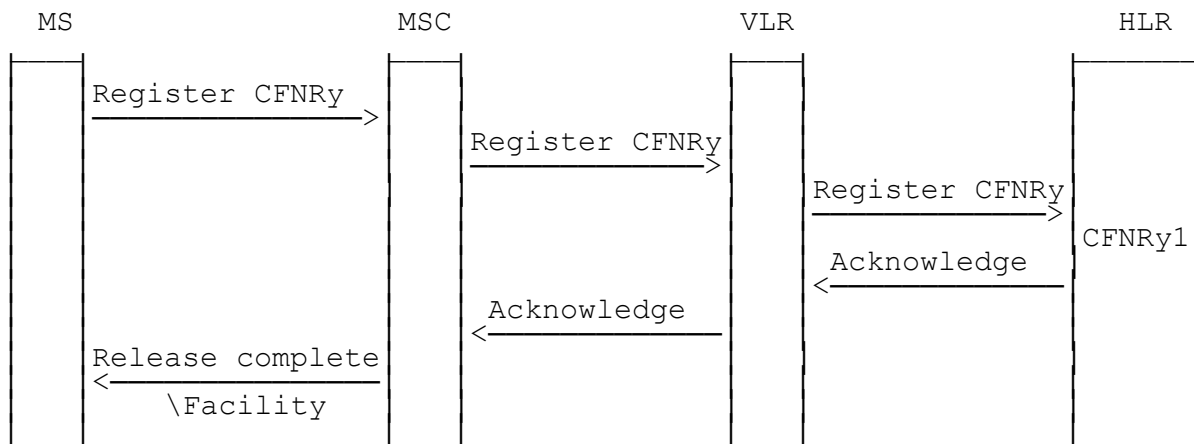 MS MSC VLR HLR
Register CFNRy
Register CFNRy
Register CFNRy
CFNRy1
Acknowledge
Acknowledge
Release complete
\Facility